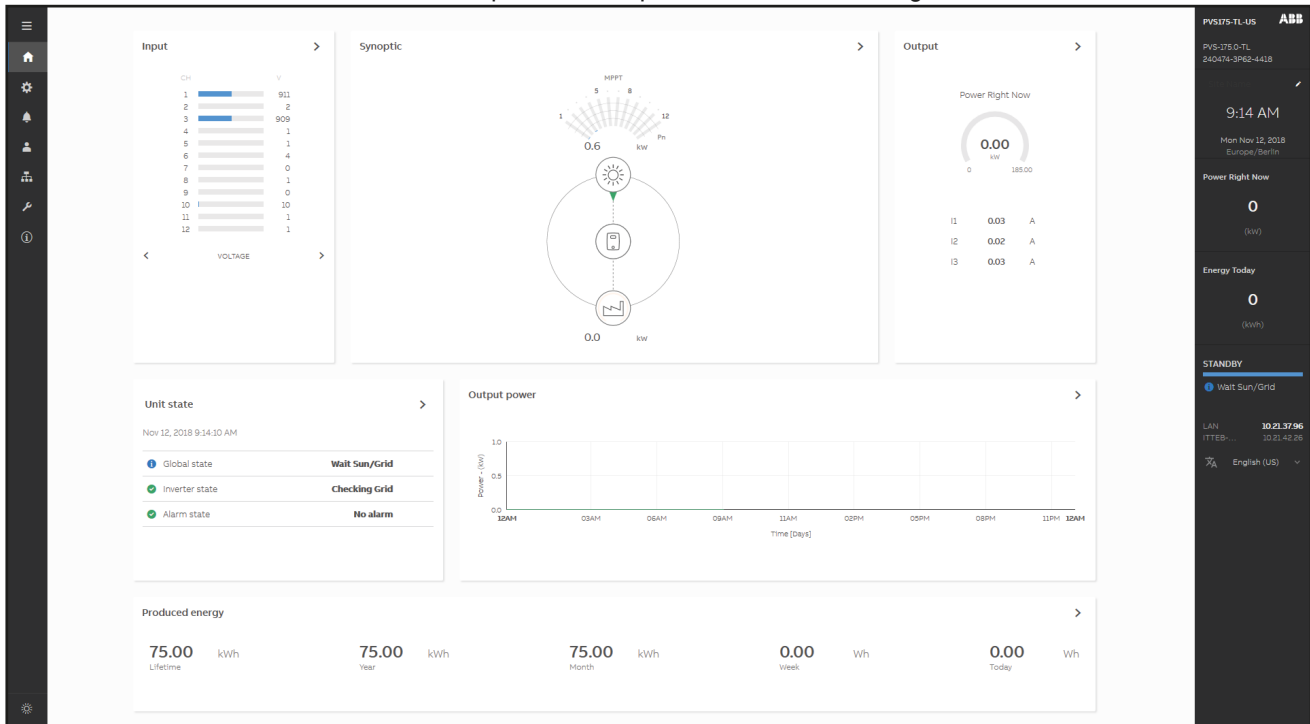 Input
CH V
1 911
2 2
3 909
4 1
5 1
6 4
7 0
8 1
9 0
10 10
11 1
12 1
VOLTAGE
Synoptic
MPPT
5 8
1 12
Pn
0.6 kW
0.0 kW
Output
Power Right Now
0.00
kW
0 185.00
I1 0.03 A
I2 0.02 A
I3 0.03 A
Unit state
Nov 12, 2018 9:14:10 AM
Global state Wait Sun/Grid
Inverter state Checking Grid
Alarm state No alarm
Output power
Power - (kW)
1.0
0.5
0.0
12AM 03AM 06AM 09AM 11AM 02PM 05PM 08PM 11PM 12AM
Time [Days]
Produced energy
75.00 kWh
Lifetime
75.00 kWh
Year
75.00 kWh
Month
0.00 Wh
Week
0.00 Wh
Today
PVS175-TL-US ABB
PVS-175.0-TL
240474-3P62-4418
9:14 AM
Mon Nov 12, 2018
Europe/Berlin
Power Right Now
0
(kW)
Energy Today
0
(kWh)
STANDBY
Wait Sun/Grid
LAN 10.21.37.96
ITTEB-... 10.21.42.26
English (US)